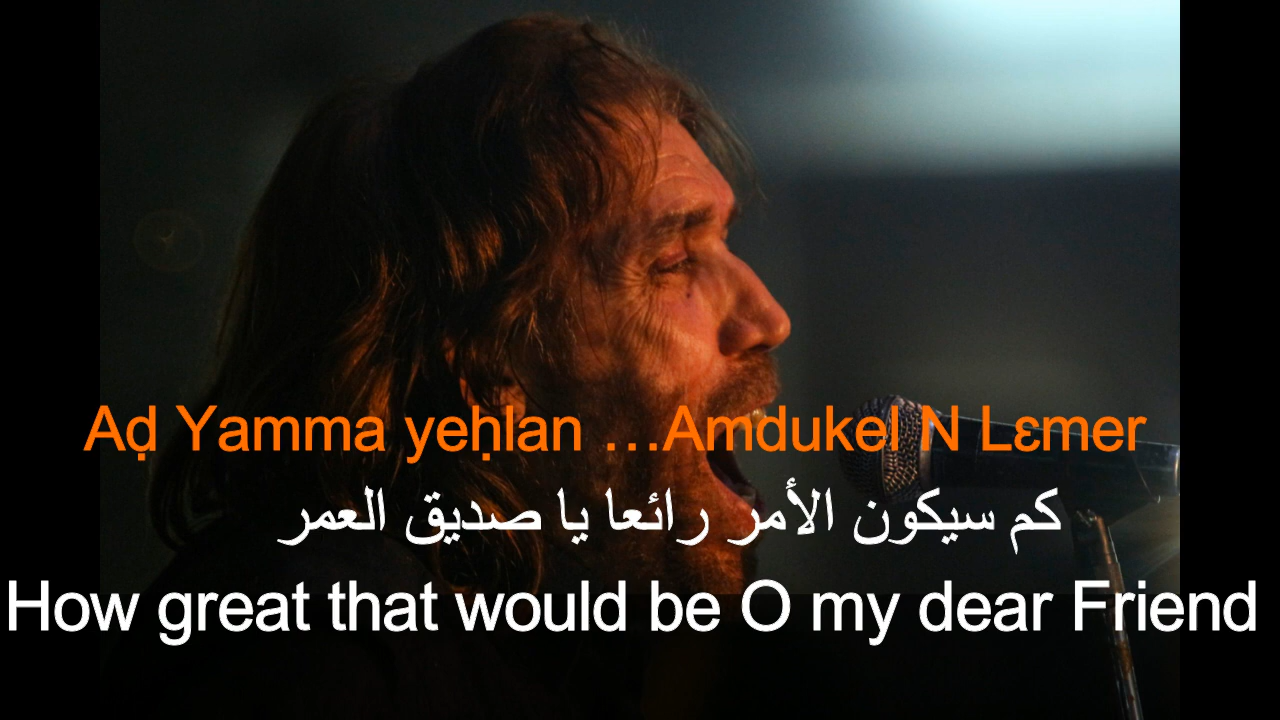 Aḍ Yamma yeḥlan …Amdukel N Lɛmer
كم سيكون الأمر رائعا يا صديق العمر
How great that would be O my dear Friend